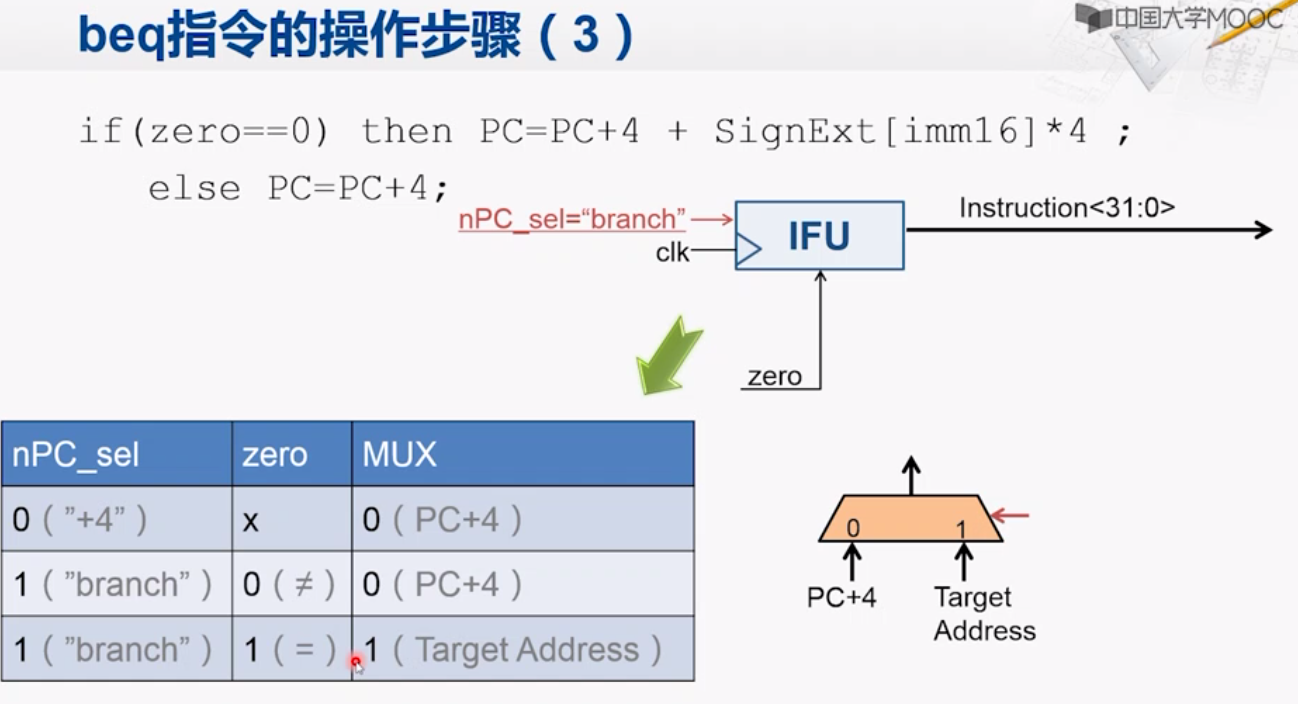 beq指令的操作步骤（3）
中国大学MOOC
if(zero==0) then PC=PC+4 + SignExt[imm16]*4 ;
else PC=PC+4;
nPC_sel=“branch”
clk
IFU
Instruction<31:0>
zero
nPC_sel zero MUX
0（”+4”） x 0（PC+4）
1（”branch”） 0（≠） 0（PC+4）
1（”branch”） 1（=） 1（Target Address）
0 1
PC+4
Target
Address